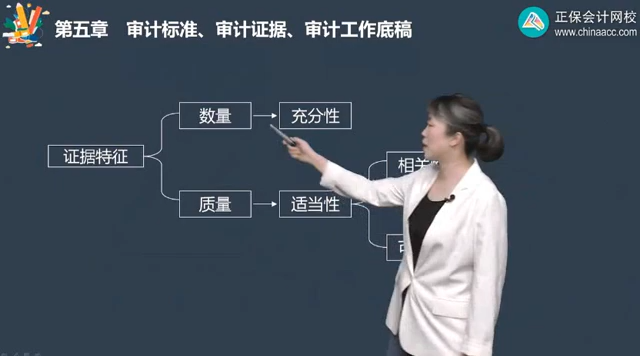 第五章 审计标准、审计证据、审计工作底稿
正保会计网校
www.chinaacc.com
数量
充分性
证据特征
相关
质量
适当性